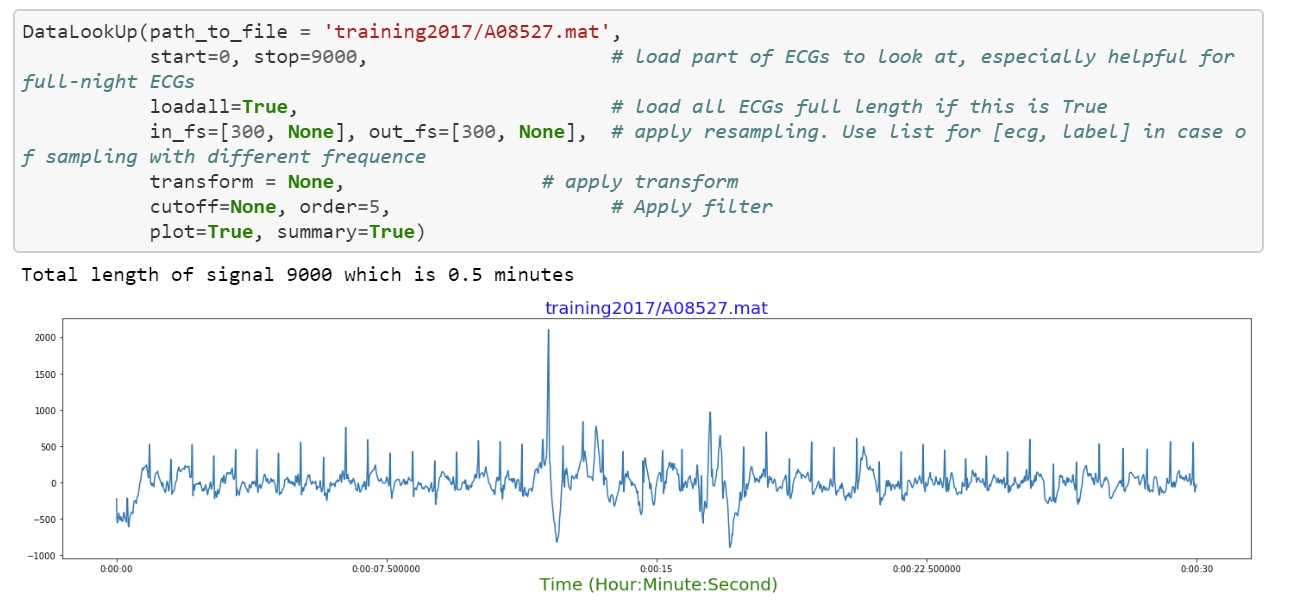 DataLookUp(path_to_file = 'training2017/A08527.mat',
start=0, stop=9000, # load part of ECGs to look at, especially helpful for
full-night ECGs
loadall=True, # load all ECGs full length if this is True
in_fs=[300, None], out_fs=[300, None], # apply resampling. Use list for [ecg, label] in case o
f sampling with different frequence
transform = None, # apply transform
cutoff=None, order=5, # Apply filter
plot=True, summary=True)
Total length of signal 9000 which is 0.5 minutes
training2017/A08527.mat
2000
1500
1000
500
0
−500
−1000
0:00:00 0:00:07.500000 0:00:15 0:00:22.500000 0:00:30
Time (Hour:Minute:Second)